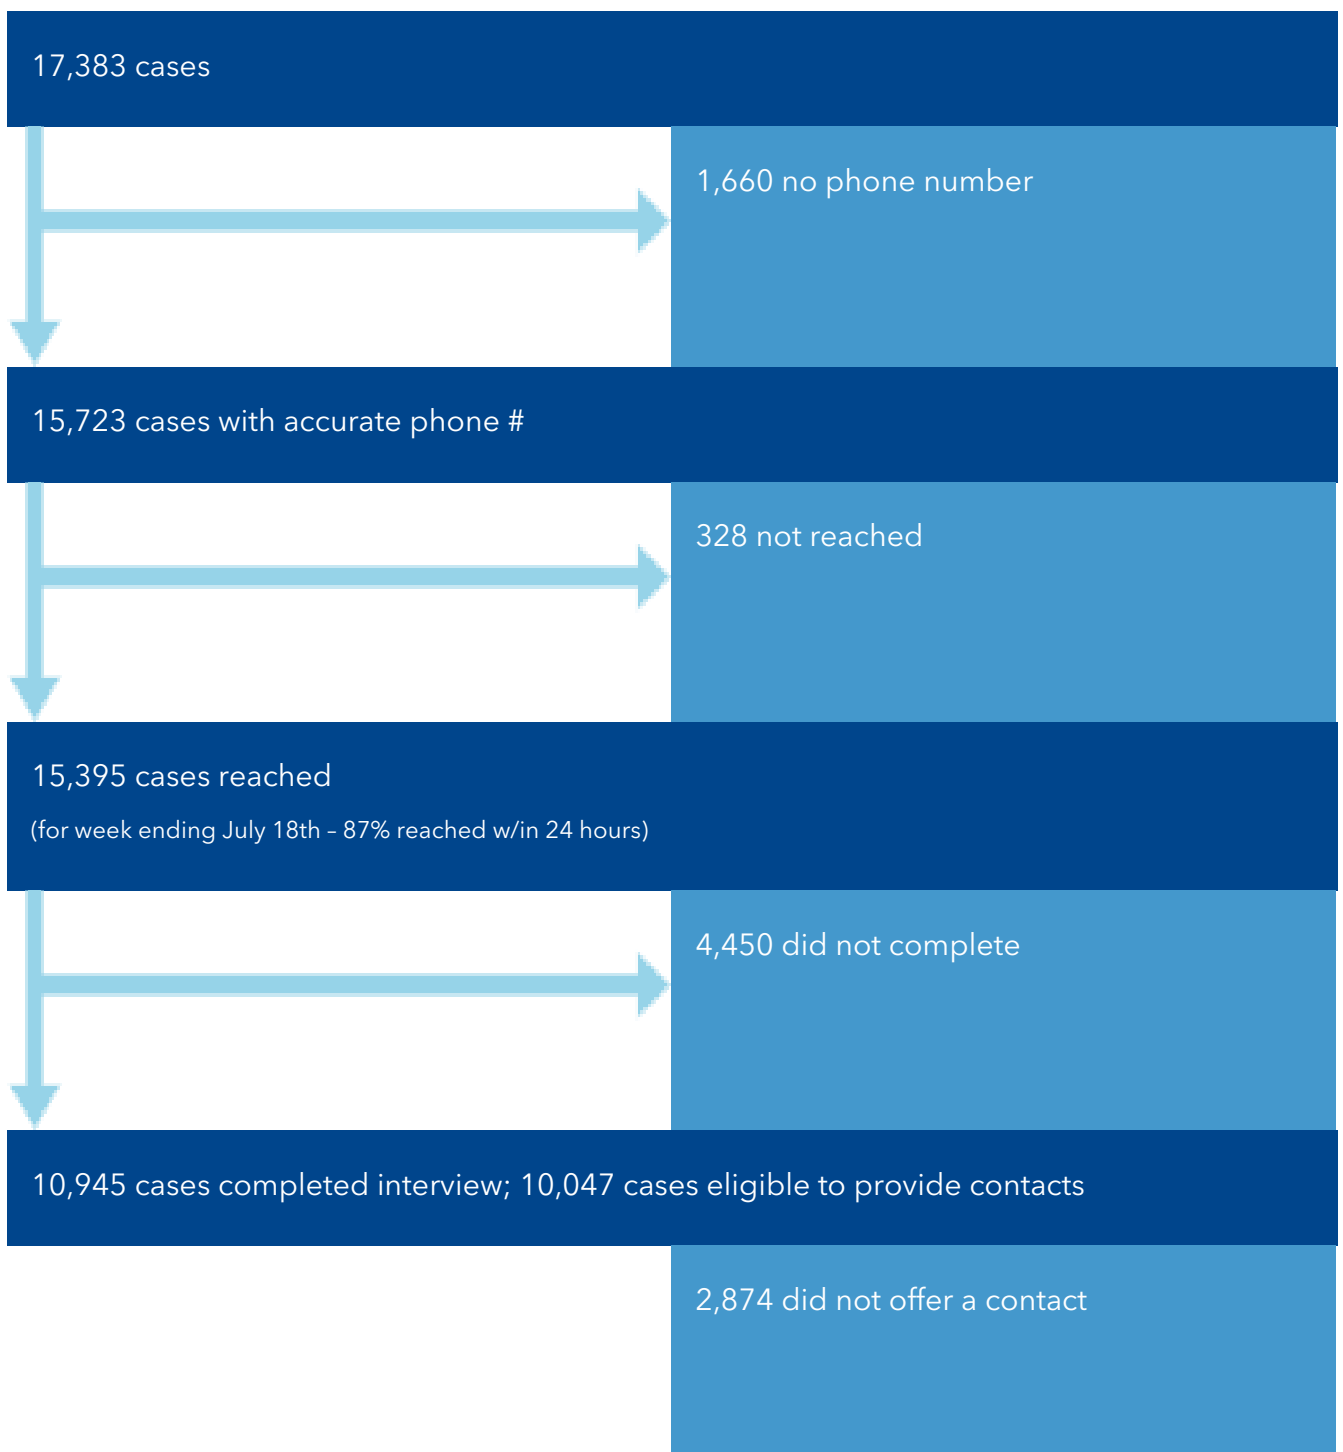 17,383 cases
1,660 no phone number
15,723 cases with accurate phone #
328 not reached
15,395 cases reached
(for week ending July 18th – 87% reached w/in 24 hours)
4,450 did not complete
10,945 cases completed interview; 10,047 cases eligible to provide contacts
2,874 did not offer a contact